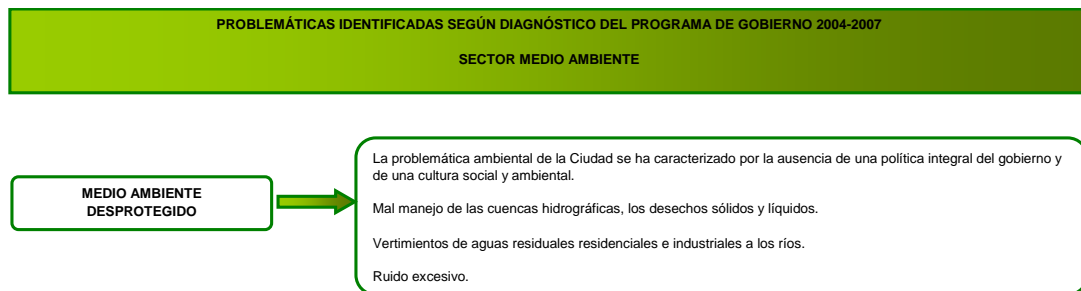 PROBLEMÁTICAS IDENTIFICADAS SEGÚN DIAGNÓSTICO DEL PROGRAMA DE GOBIERNO 2004-2007
SECTOR MEDIO AMBIENTE
MEDIO AMBIENTE
DESPROTEGIDO
La problemática ambiental de la Ciudad se ha caracterizado por la ausencia de una política integral del gobierno y
de una cultura social y ambiental.
Mal manejo de las cuencas hidrográficas, los desechos sólidos y líquidos.
Vertimientos de aguas residuales residenciales e industriales a los ríos.
Ruido excesivo.